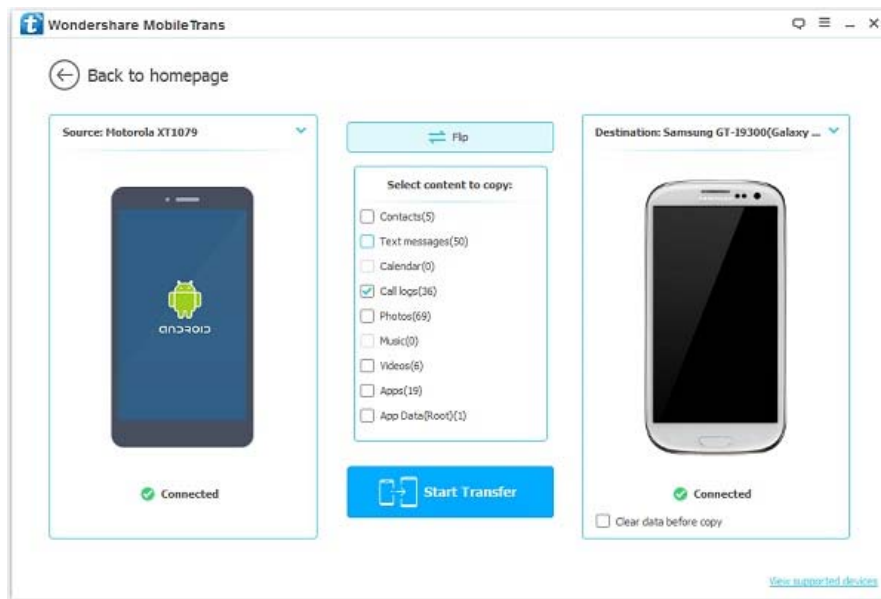 Wondershare MobileTrans
Back to homepage
Source: Motorola XT1079
android
Connected
Flip
Select content to copy:
Contacts(5)
Text messages(50)
Calendar(0)
Call logs(36)
Photos(69)
Music(0)
Videos(6)
Apps(19)
App Data(Root)(1)
Start Transfer
Destination: Samsung GT-I9300(Galaxy ...
SAMSUNG
Connected
Clear data before copy
View supported devices